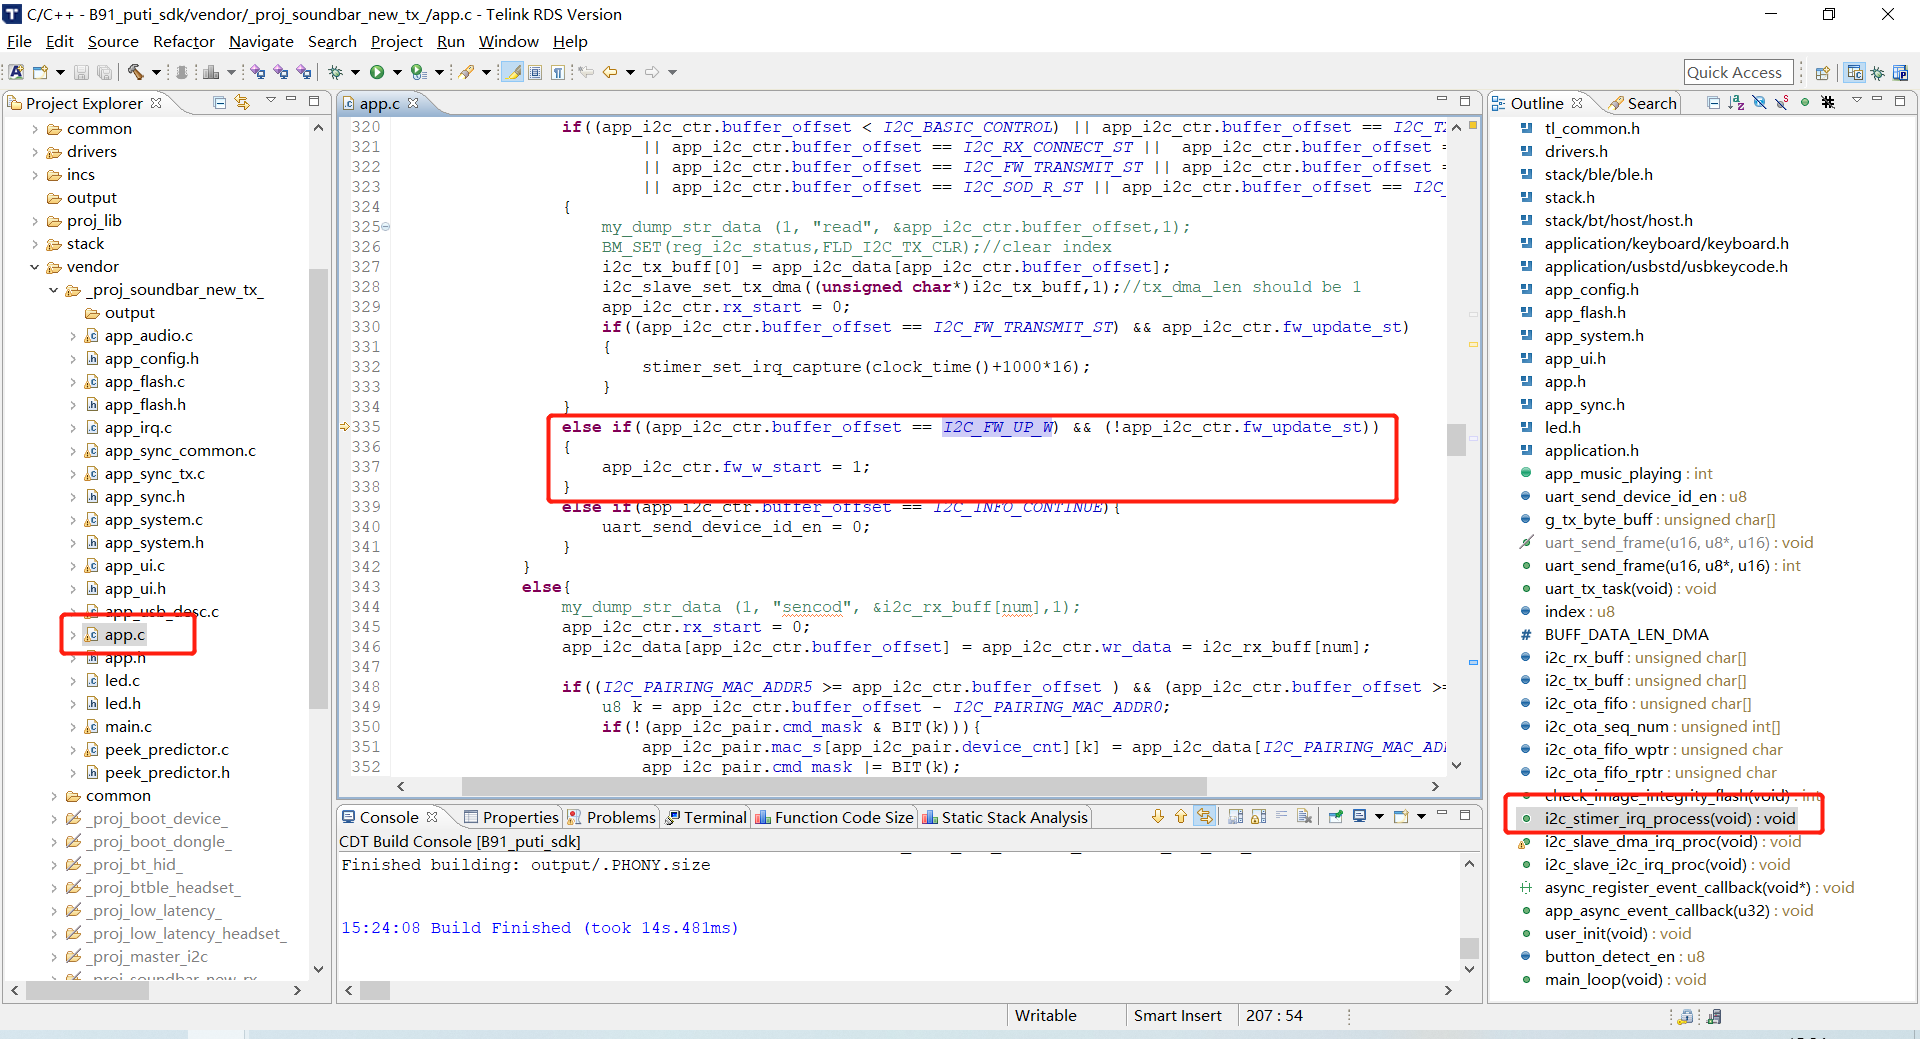 C/C++ - B91_puti_sdk/vendor/_proj_soundbar_new_tx_/app.c - Telink RDS Version
File Edit Source Refactor Navigate Search Project Run Window Help
Quick Access
Project Explorer
common
drivers
incs
output
proj_lib
stack
vendor
_proj_soundbar_new_tx_
output
app_audio.c
app_config.h
app_flash.c
app_flash.h
app_irq.c
app_sync_common.c
app_sync_tx.c
app_sync.h
app_system.c
app_system.h
app_ui.c
app_ui.h
app_usb_desc.c
app.c
app.h
led.c
led.h
main.c
peek_predictor.c
peek_predictor.h
common
_proj_boot_device_
_proj_boot_dongle_
_proj_bt_hid_
_proj_btble_headset_
_proj_low_latency_
_proj_low_latency_headset_
_proj_master_i2c
_proj_soundbar_new_rx_
app.c
320 if((app_i2c_ctr.buffer_offset < I2C_BASIC_CONTROL) || app_i2c_ctr.buffer_offset == I2C_TX
321 || app_i2c_ctr.buffer_offset == I2C_RX_CONNECT_ST || app_i2c_ctr.buffer_offset =
322 || app_i2c_ctr.buffer_offset == I2C_FW_TRANSMIT_ST || app_i2c_ctr.buffer_offset =
323 || app_i2c_ctr.buffer_offset == I2C_SOD_R_ST || app_i2c_ctr.buffer_offset == I2C_
324 {
325 my_dump_str_data (1, "read", &app_i2c_ctr.buffer_offset,1);
326 BM_SET(reg_i2c_status,FLD_I2C_TX_CLR);//clear index
327 i2c_tx_buff[0] = app_i2c_data[app_i2c_ctr.buffer_offset];
328 i2c_slave_set_tx_dma((unsigned char*)i2c_tx_buff,1);//tx_dma_len should be 1
329 app_i2c_ctr.rx_start = 0;
330 if((app_i2c_ctr.buffer_offset == I2C_FW_TRANSMIT_ST) && app_i2c_ctr.fw_update_st)
331 {
332 stimer_set_irq_capture(clock_time()+1000*16);
333 }
334 }
335 else if((app_i2c_ctr.buffer_offset == I2C_FW_UP_W) && (!app_i2c_ctr.fw_update_st))
336 {
337 app_i2c_ctr.fw_w_start = 1;
338 }
339 else if(app_i2c_ctr.buffer_offset == I2C_INFO_CONTINUE){
340 uart_send_device_id_en = 0;
341 }
342 }
343 else{
344 my_dump_str_data (1, "sencod", &i2c_rx_buff[num],1);
345 app_i2c_ctr.rx_start = 0;
346 app_i2c_data[app_i2c_ctr.buffer_offset] = app_i2c_ctr.wr_data = i2c_rx_buff[num];
347
348 if((I2C_PAIRING_MAC_ADDR5 >= app_i2c_ctr.buffer_offset ) && (app_i2c_ctr.buffer_offset >=
349 u8 k = app_i2c_ctr.buffer_offset - I2C_PAIRING_MAC_ADDR0;
350 if(!(app_i2c_pair.cmd_mask & BIT(k))){
351 app_i2c_pair.mac_s[app_i2c_pair.device_cnt][k] = app_i2c_data[I2C_PAIRING_MAC_AD
352 app_i2c_pair.cmd_mask |= BIT(k);
Console Properties Problems Terminal Function Code Size Static Stack Analysis
CDT Build Console [B91_puti_sdk]
Finished building: output/.PHONY.size
15:24:08 Build Finished (took 14s.481ms)
Outline Search
tl_common.h
drivers.h
stack/ble/ble.h
stack.h
stack/bt/host/host.h
application/keyboard/keyboard.h
application/usbstd/usbkeycode.h
app_config.h
app_flash.h
app_system.h
app_ui.h
app.h
app_sync.h
led.h
application.h
app_music_playing : int
uart_send_device_id_en : u8
g_tx_byte_buff : unsigned char[]
uart_send_frame(u16, u8*, u16) : void
uart_send_frame(u16, u8*, u16) : int
uart_tx_task(void) : void
index : u8
BUFF_DATA_LEN_DMA
i2c_rx_buff : unsigned char[]
i2c_tx_buff : unsigned char[]
i2c_ota_fifo : unsigned char[]
i2c_ota_seq_num : unsigned int[]
i2c_ota_fifo_wptr : unsigned char
i2c_ota_fifo_rptr : unsigned char
check_image_integrity_flash(void) : int
i2c_stimer_irq_process(void) : void
i2c_slave_dma_irq_proc(void) : void
i2c_slave_i2c_irq_proc(void) : void
async_register_event_callback(void*) : void
app_async_event_callback(u32) : void
user_init(void) : void
button_detect_en : u8
main_loop(void) : void
Writable Smart Insert 207 : 54